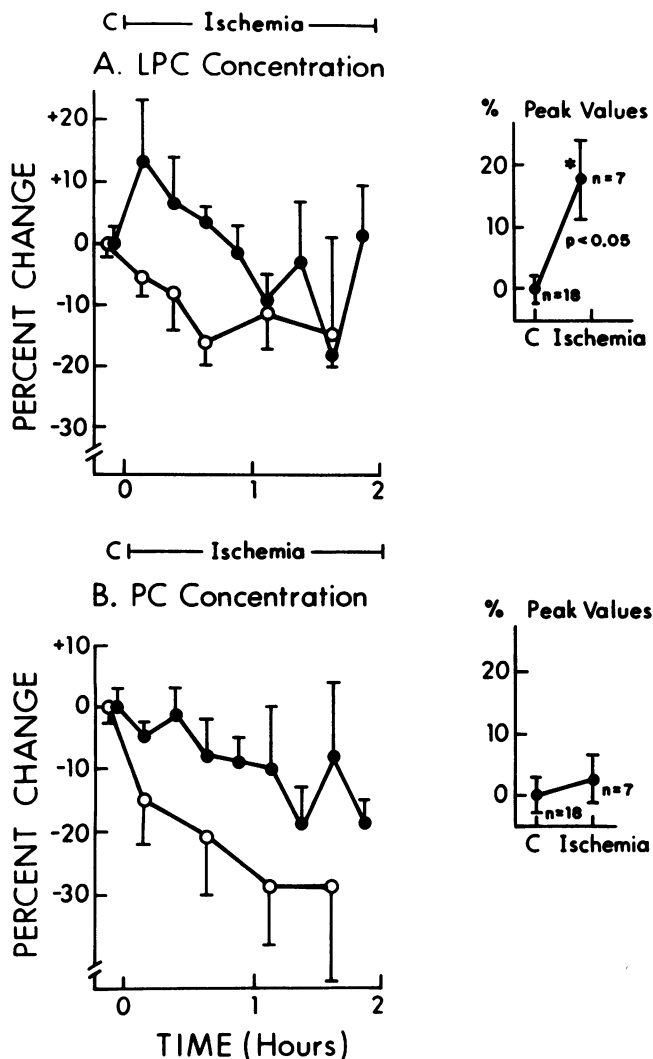 C Ischemia
A. LPC Concentration
PERCENT CHANGE
+20
+10
0
-10
-20
-30
0 1 2
% Peak Values
20
10
0
* n=7
p<0.05
n=18
C Ischemia
C Ischemia
B. PC Concentration
PERCENT CHANGE
+10
0
-10
-20
-30
0 1 2
TIME (Hours)
% Peak Values
20
10
0
n=7
n=18
C Ischemia